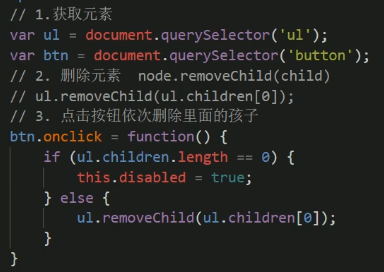 // 1.获取元素
var ul = document.querySelector('ul');
var btn = document.querySelector('button');
// 2. 删除元素  node.removeChild(child)
// ul.removeChild(ul.children[0]);
// 3. 点击按钮依次删除里面的孩子
btn.onclick = function() {
    if (ul.children.length == 0) {
        this.disabled = true;
    } else {
        ul.removeChild(ul.children[0]);
    }
}